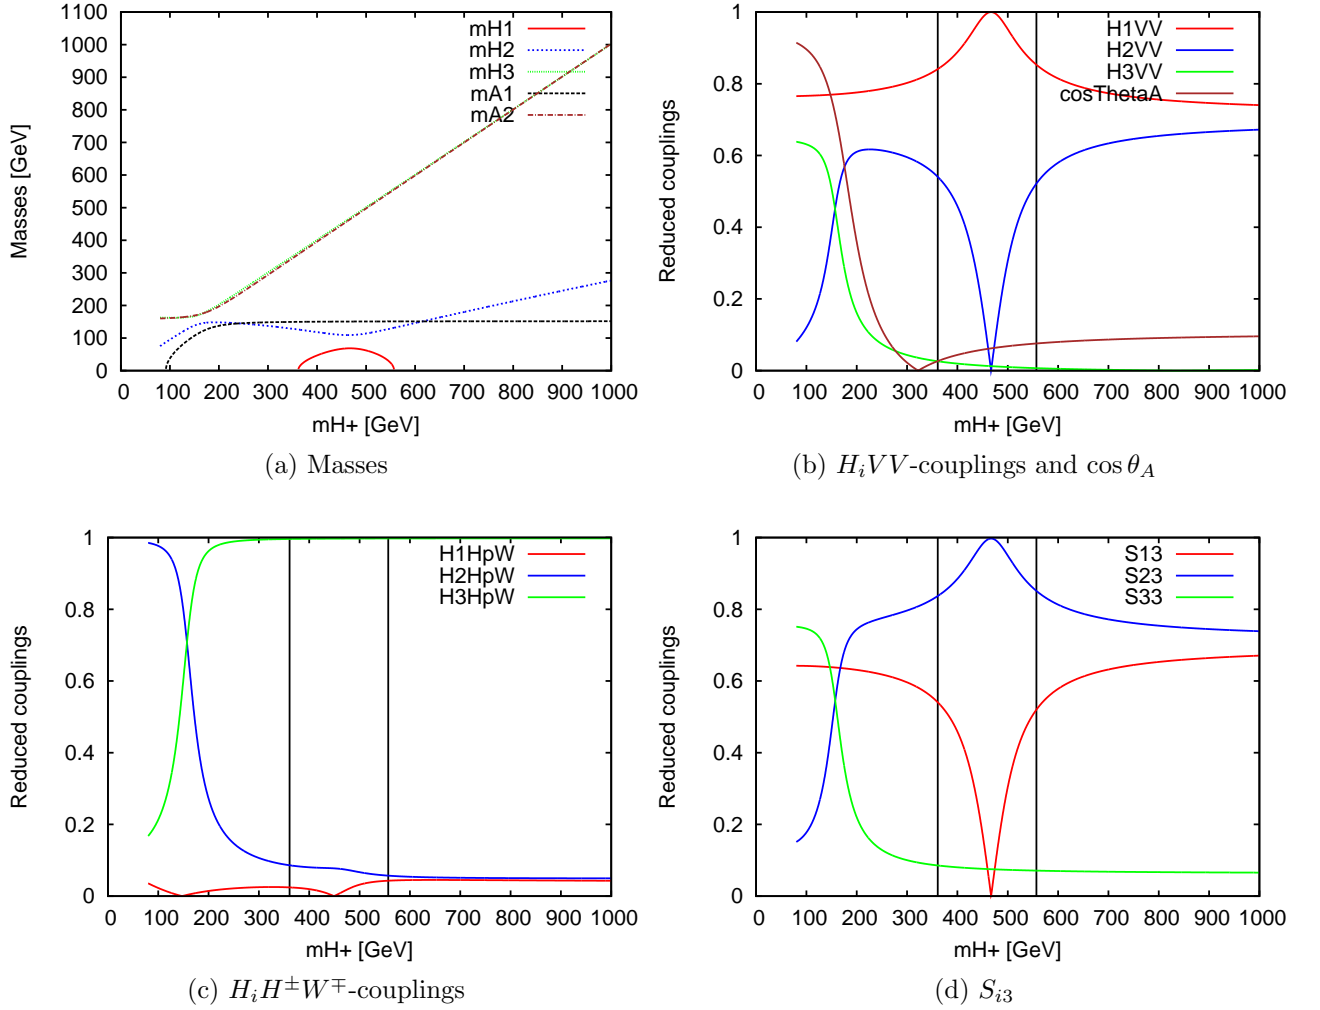 1100
1000
900
800
700
600
500
400
300
200
100
0
Masses [GeV]
mH1
mH2
mH3
mA1
mA2
0 100 200 300 400 500 600 700 800 900 1000
mH+ [GeV]
(a) Masses
1
0.8
0.6
0.4
0.2
0
Reduced couplings
H1VV
H2VV
H3VV
cosThetaA
0 100 200 300 400 500 600 700 800 900 1000
mH+ [GeV]
(b) H_iVV-couplings and cos θ_A
1
0.8
0.6
0.4
0.2
0
Reduced couplings
H1HpW
H2HpW
H3HpW
0 100 200 300 400 500 600 700 800 900 1000
mH+ [GeV]
(c) H_iH^±W^∓-couplings
1
0.8
0.6
0.4
0.2
0
Reduced couplings
S13
S23
S33
0 100 200 300 400 500 600 700 800 900 1000
mH+ [GeV]
(d) S_{i3}